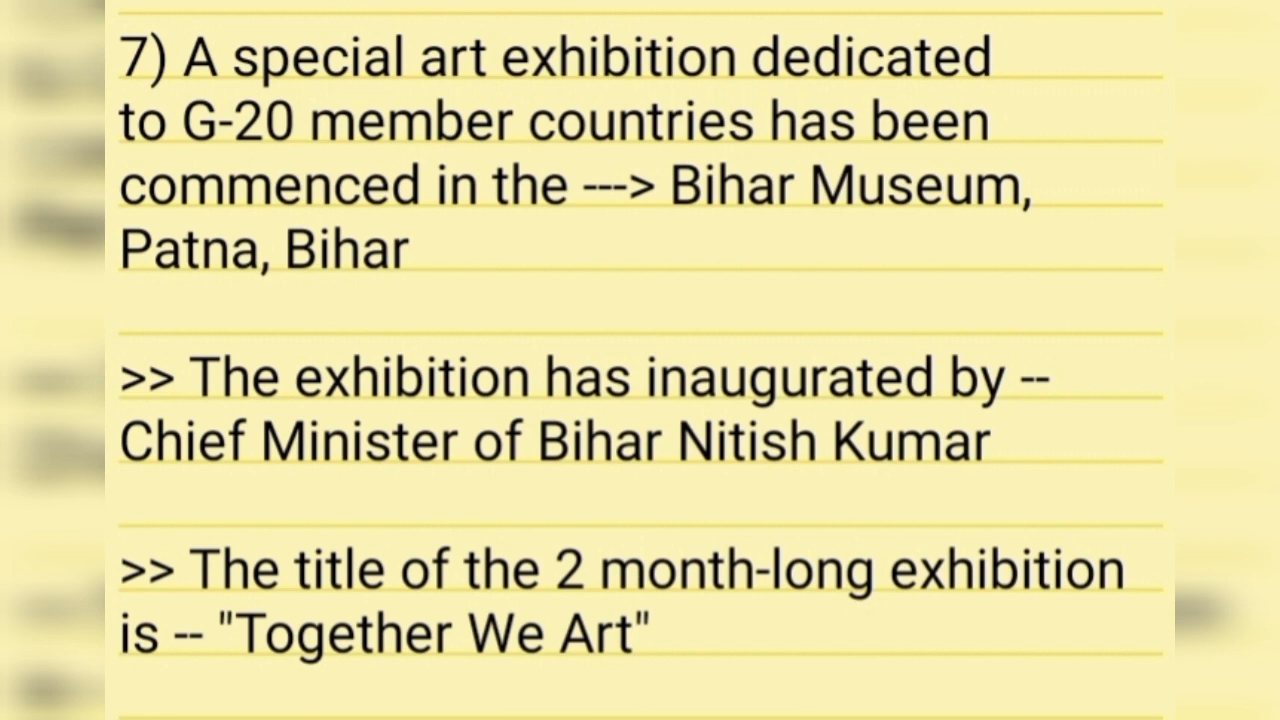 7) A special art exhibition dedicated
to G-20 member countries has been
commenced in the ---> Bihar Museum,
Patna, Bihar
>> The exhibition has inaugurated by --
Chief Minister of Bihar Nitish Kumar
>> The title of the 2 month-long exhibition
is -- "Together We Art"